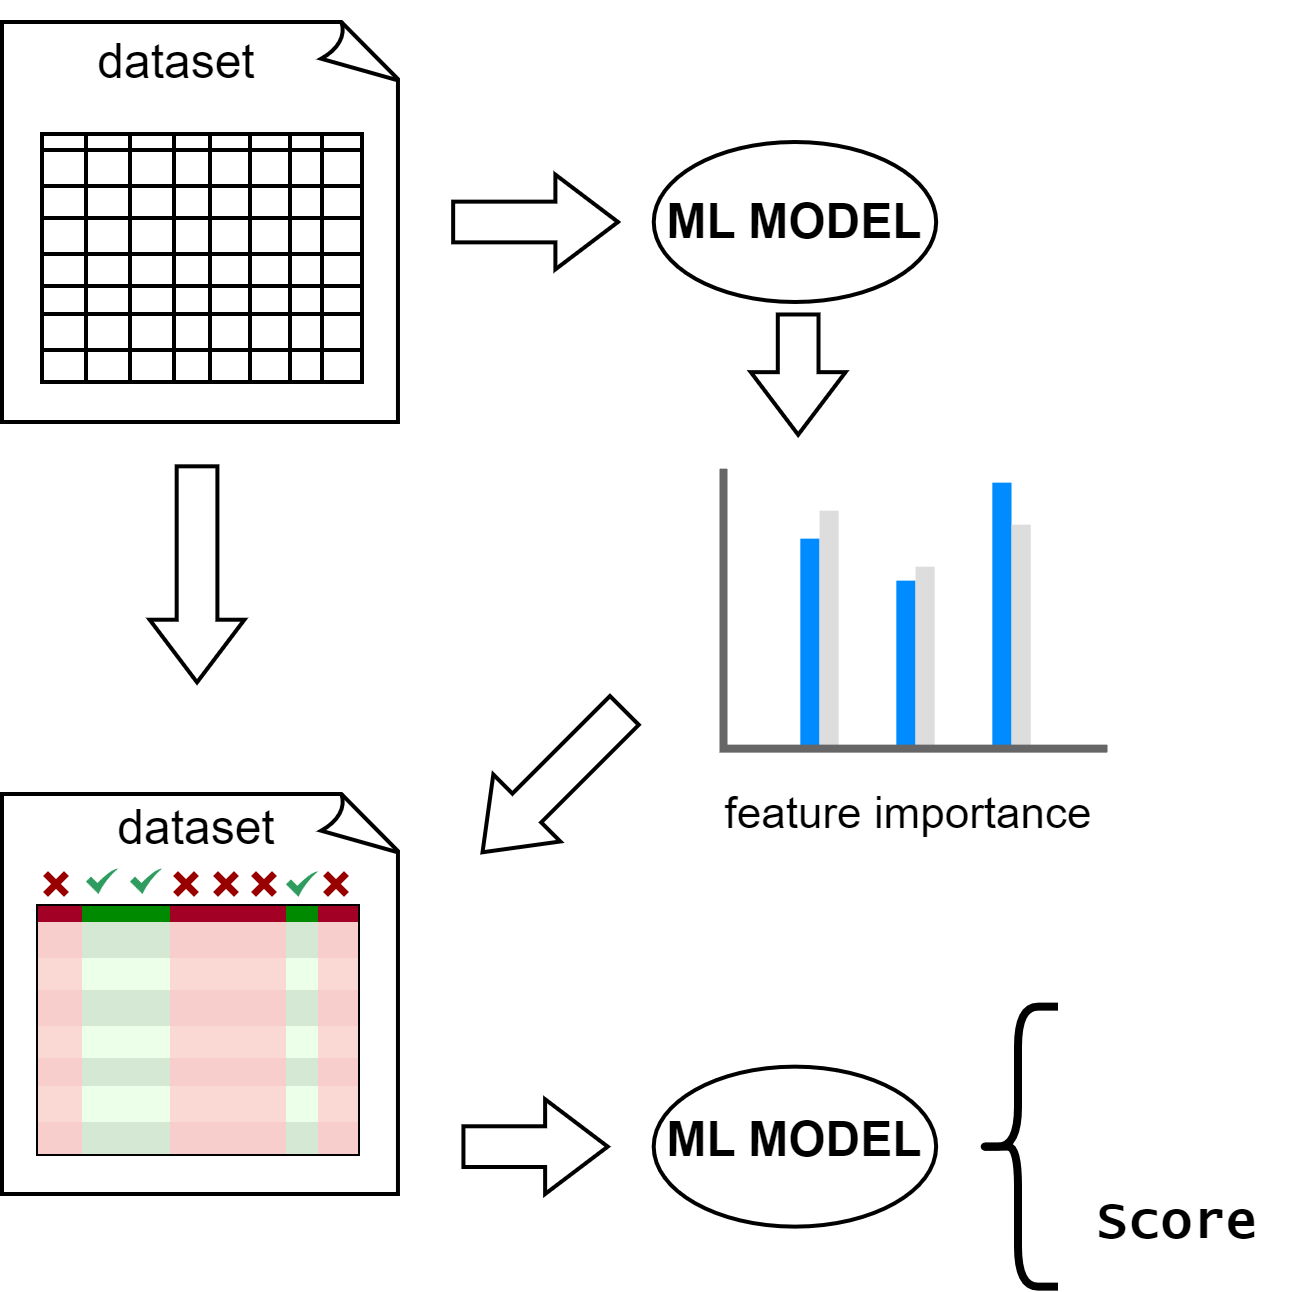 dataset
ML MODEL
feature importance
dataset
ML MODEL
Score